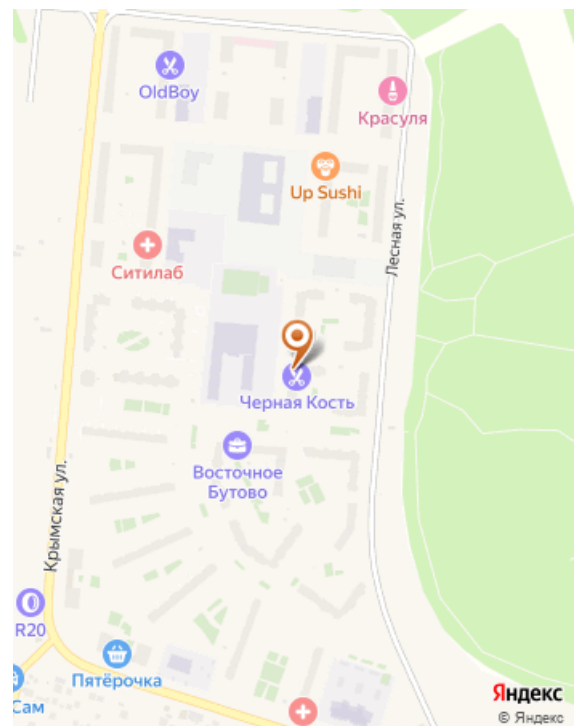 OldBoy
Красуля
Up Sushi
Лесная ул.
Ситилаб
Черная Кость
Восточное
Бутово
Крымская ул.
R20
Пятёрочка
Сам
Яндекс
© Яндекс